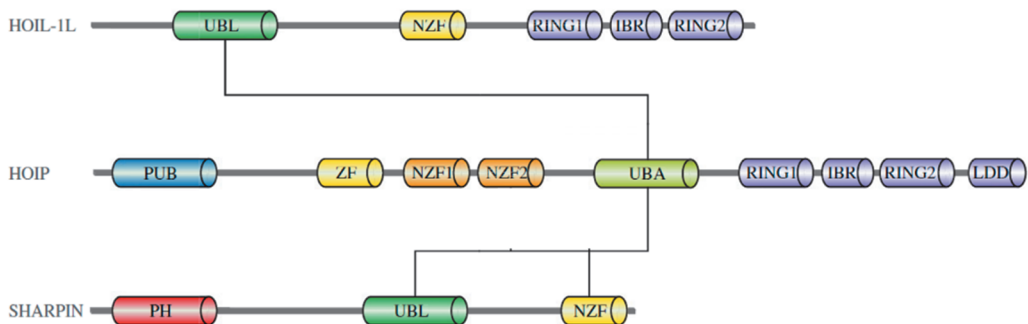 HOIL-1L UBL NZF RING1 IBR RING2
HOIP PUB ZF NZF1 NZF2 UBA RING1 IBR RING2 LDD
SHARPIN PH UBL NZF